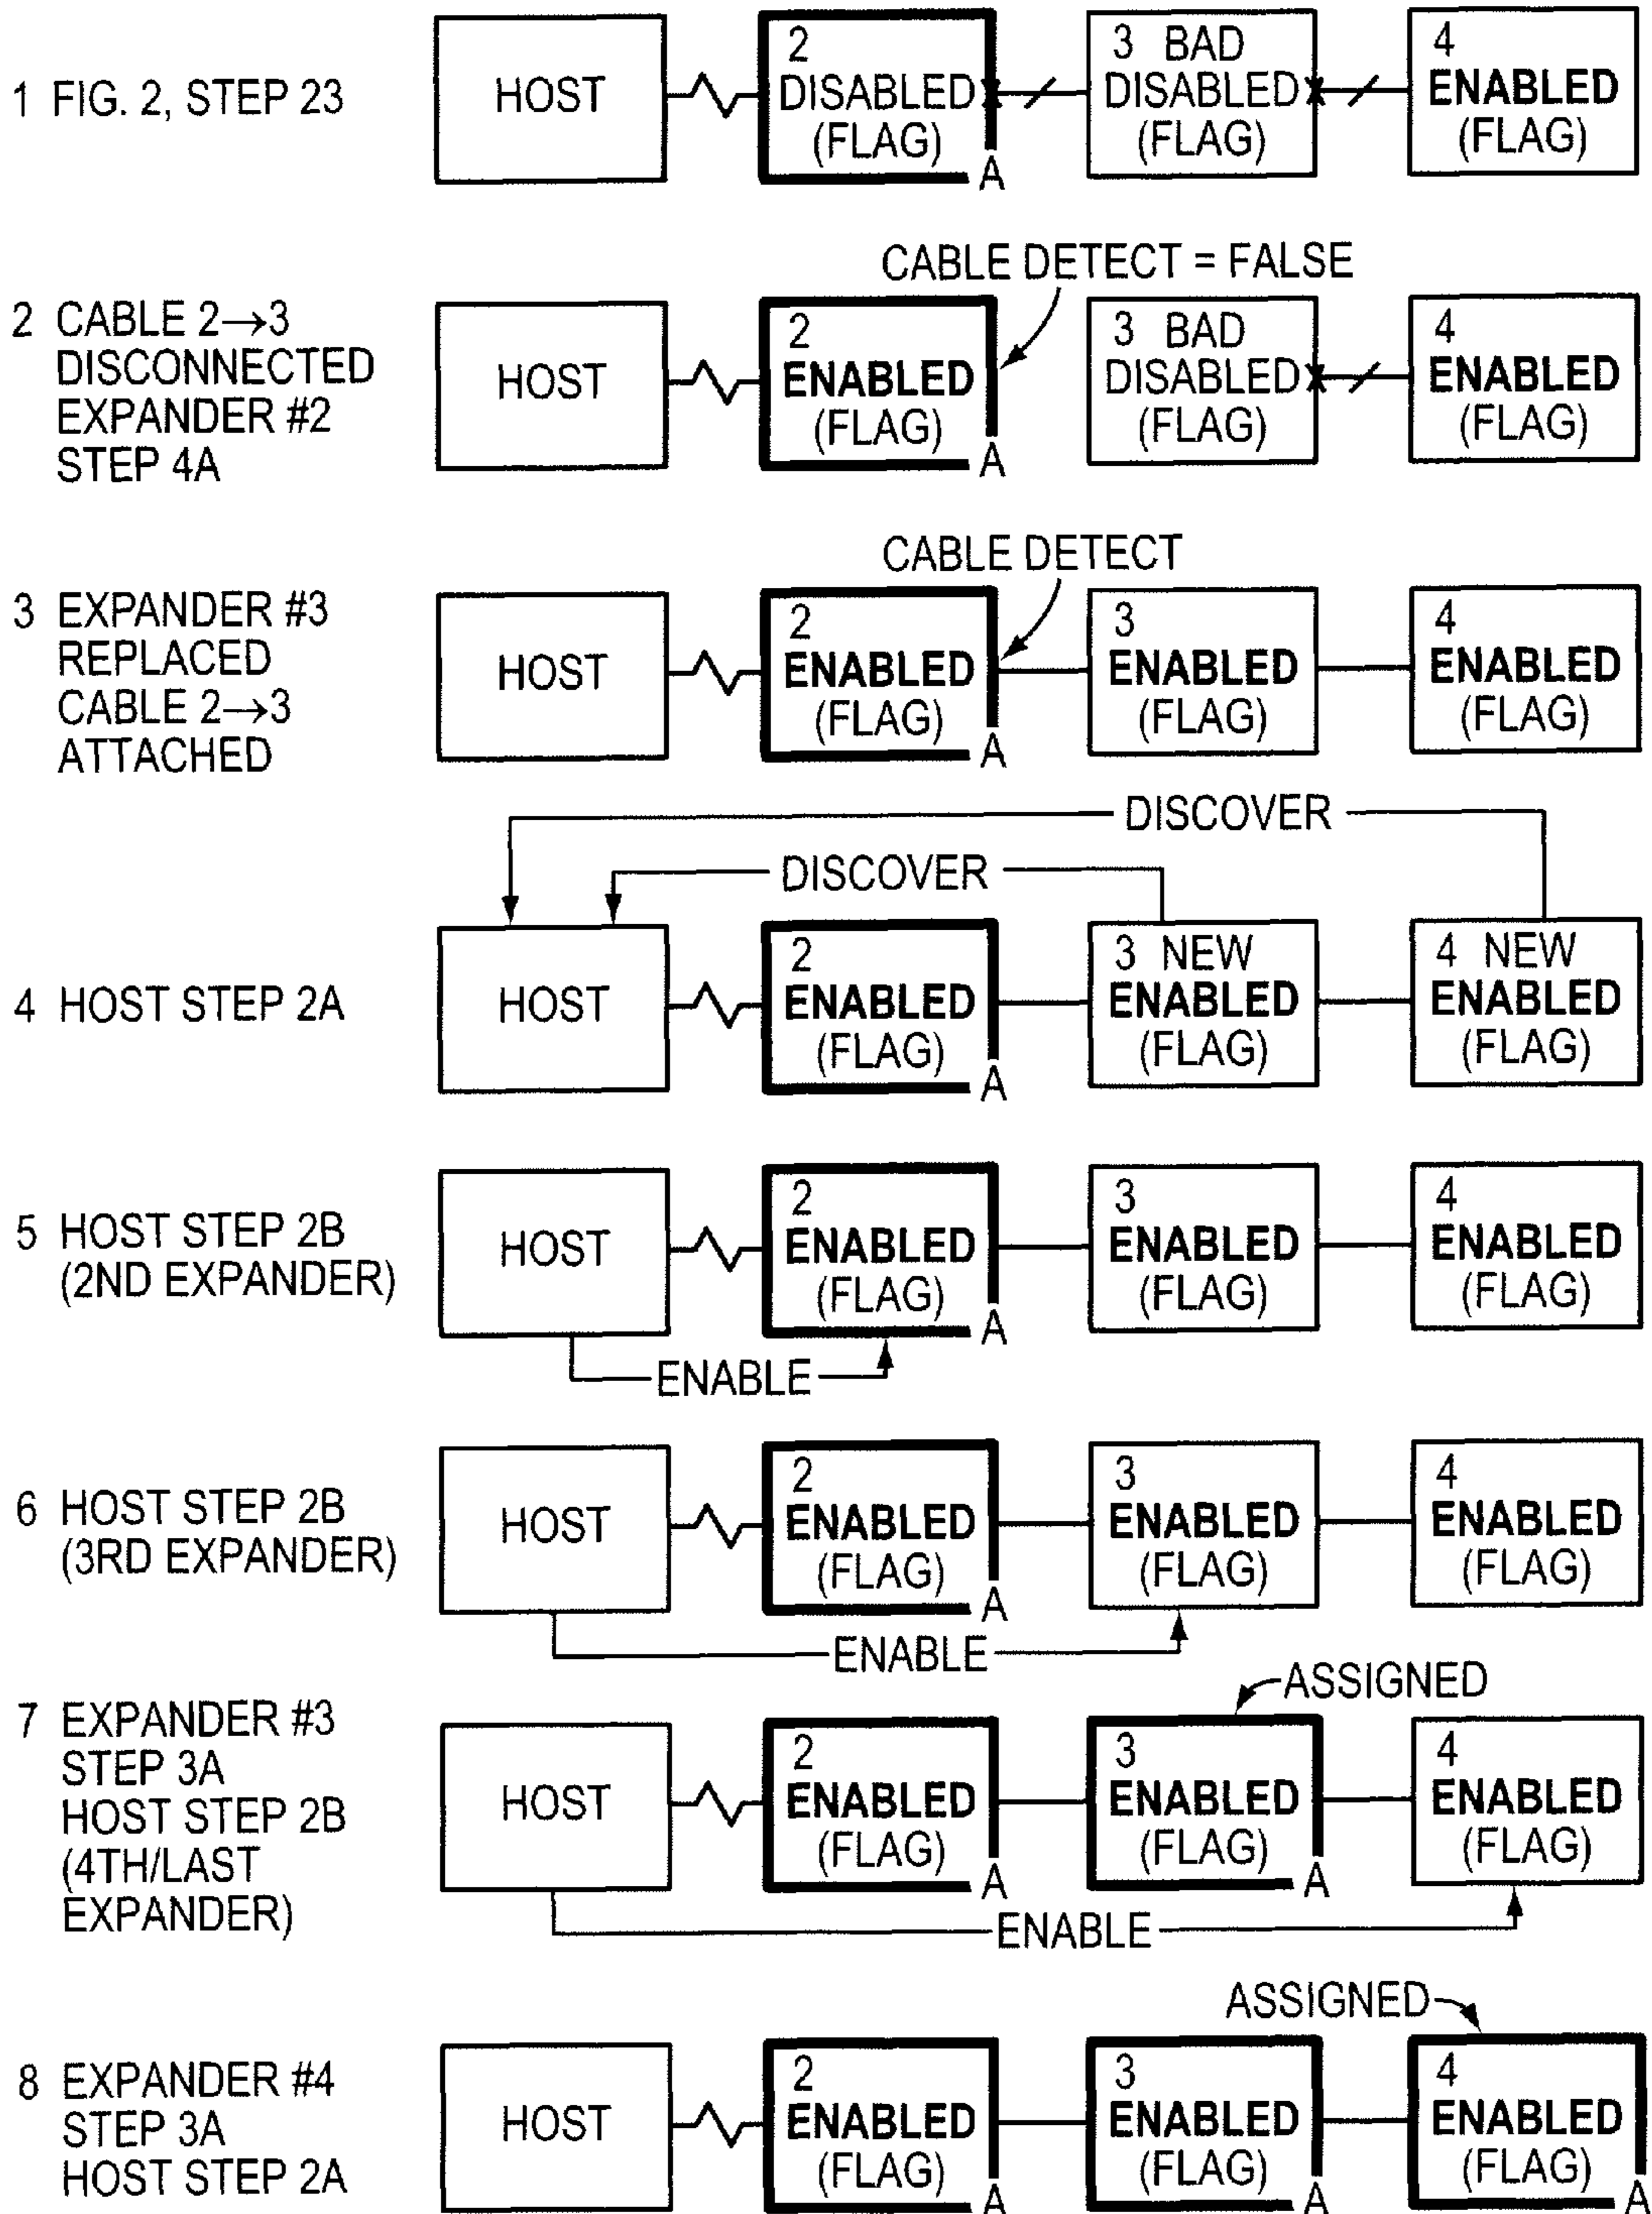 1 FIG. 2, STEP 23
HOST
2
DISABLED
(FLAG)
A
3 BAD
DISABLED
(FLAG)
4
ENABLED
(FLAG)
CABLE DETECT = FALSE
2 CABLE 2→3
DISCONNECTED
EXPANDER #2
STEP 4A
HOST
2
ENABLED
(FLAG)
A
3 BAD
DISABLED
(FLAG)
4
ENABLED
(FLAG)
CABLE DETECT
3 EXPANDER #3
REPLACED
CABLE 2→3
ATTACHED
HOST
2
ENABLED
(FLAG)
A
3
ENABLED
(FLAG)
4
ENABLED
(FLAG)
DISCOVER
DISCOVER
4 HOST STEP 2A
HOST
2
ENABLED
(FLAG)
A
3 NEW
ENABLED
(FLAG)
4 NEW
ENABLED
(FLAG)
5 HOST STEP 2B
(2ND EXPANDER)
HOST
2
ENABLED
(FLAG)
A
3
ENABLED
(FLAG)
4
ENABLED
(FLAG)
ENABLE
6 HOST STEP 2B
(3RD EXPANDER)
HOST
2
ENABLED
(FLAG)
A
3
ENABLED
(FLAG)
4
ENABLED
(FLAG)
ENABLE
ASSIGNED
7 EXPANDER #3
STEP 3A
HOST STEP 2B
(4TH/LAST
EXPANDER)
HOST
2
ENABLED
(FLAG)
A
3
ENABLED
(FLAG)
A
4
ENABLED
(FLAG)
ENABLE
ASSIGNED
8 EXPANDER #4
STEP 3A
HOST STEP 2A
HOST
2
ENABLED
(FLAG)
A
3
ENABLED
(FLAG)
A
4
ENABLED
(FLAG)
A